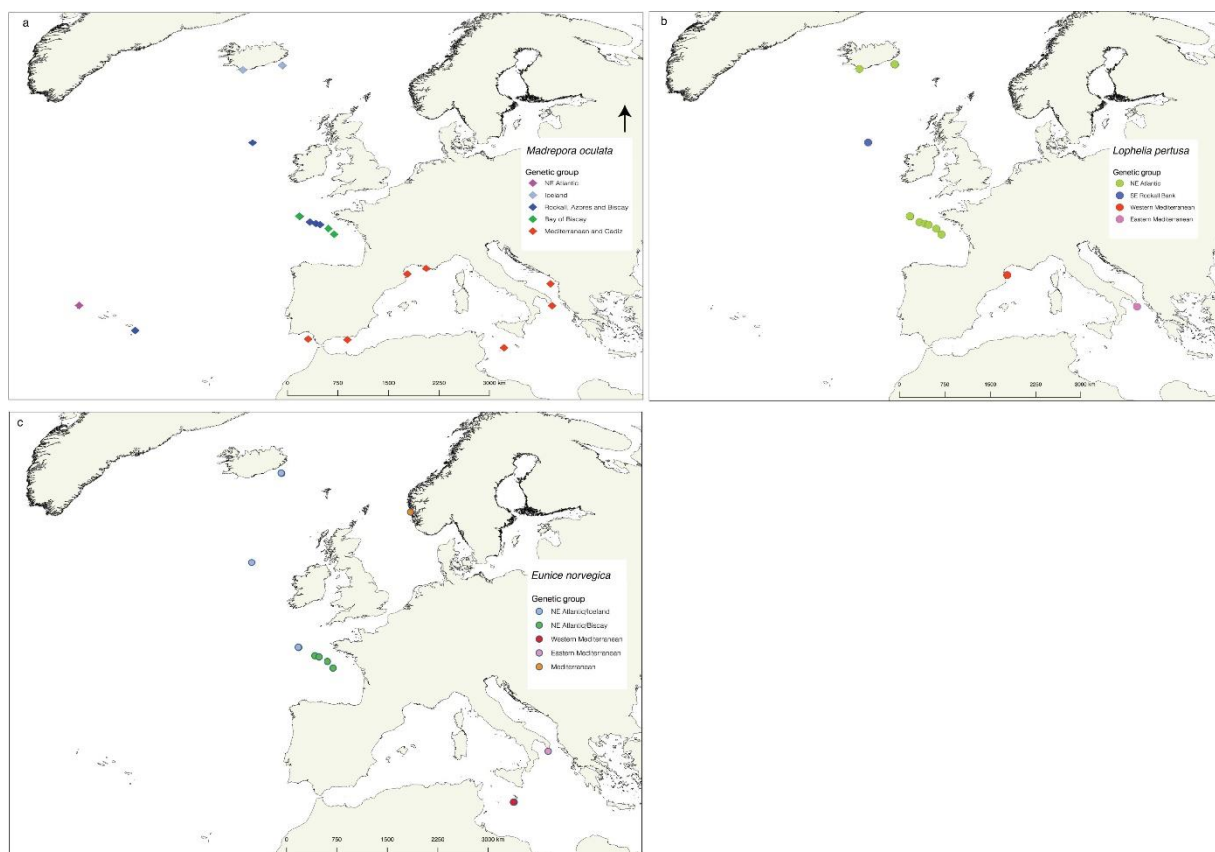 a
Madrepora oculata
Genetic group
NE Atlantic
Iceland
Rockall, Azores and Biscay
Bay of Biscay
Mediterranean and Cadiz
0 750 1500 2250 3000 km
b
Lophelia pertusa
Genetic group
NE Atlantic
SE Rockall Bank
Western Mediterranean
Eastern Mediterranean
0 750 1500 2250 3000 km
c
Eunice norvegica
Genetic group
NE Atlantic/Iceland
NE Atlantic/Biscay
Western Mediterranean
Eastern Mediterranean
Mediterranean
0 750 1500 2250 3000 km